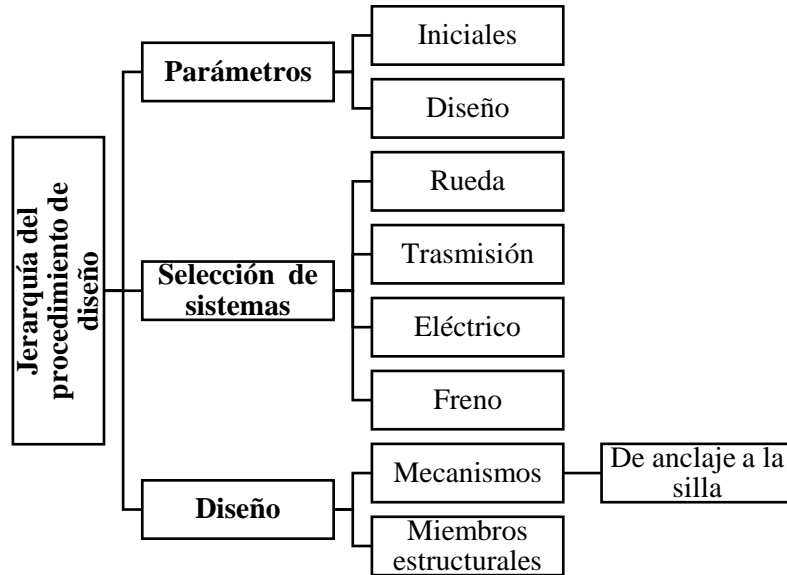 Jerarquía del
procedimiento de
diseño
Parámetros
Iniciales
Diseño
Selección de
sistemas
Rueda
Trasmisión
Eléctrico
Freno
Diseño
Mecanismos
De anclaje a la
silla
Miembros
estructurales